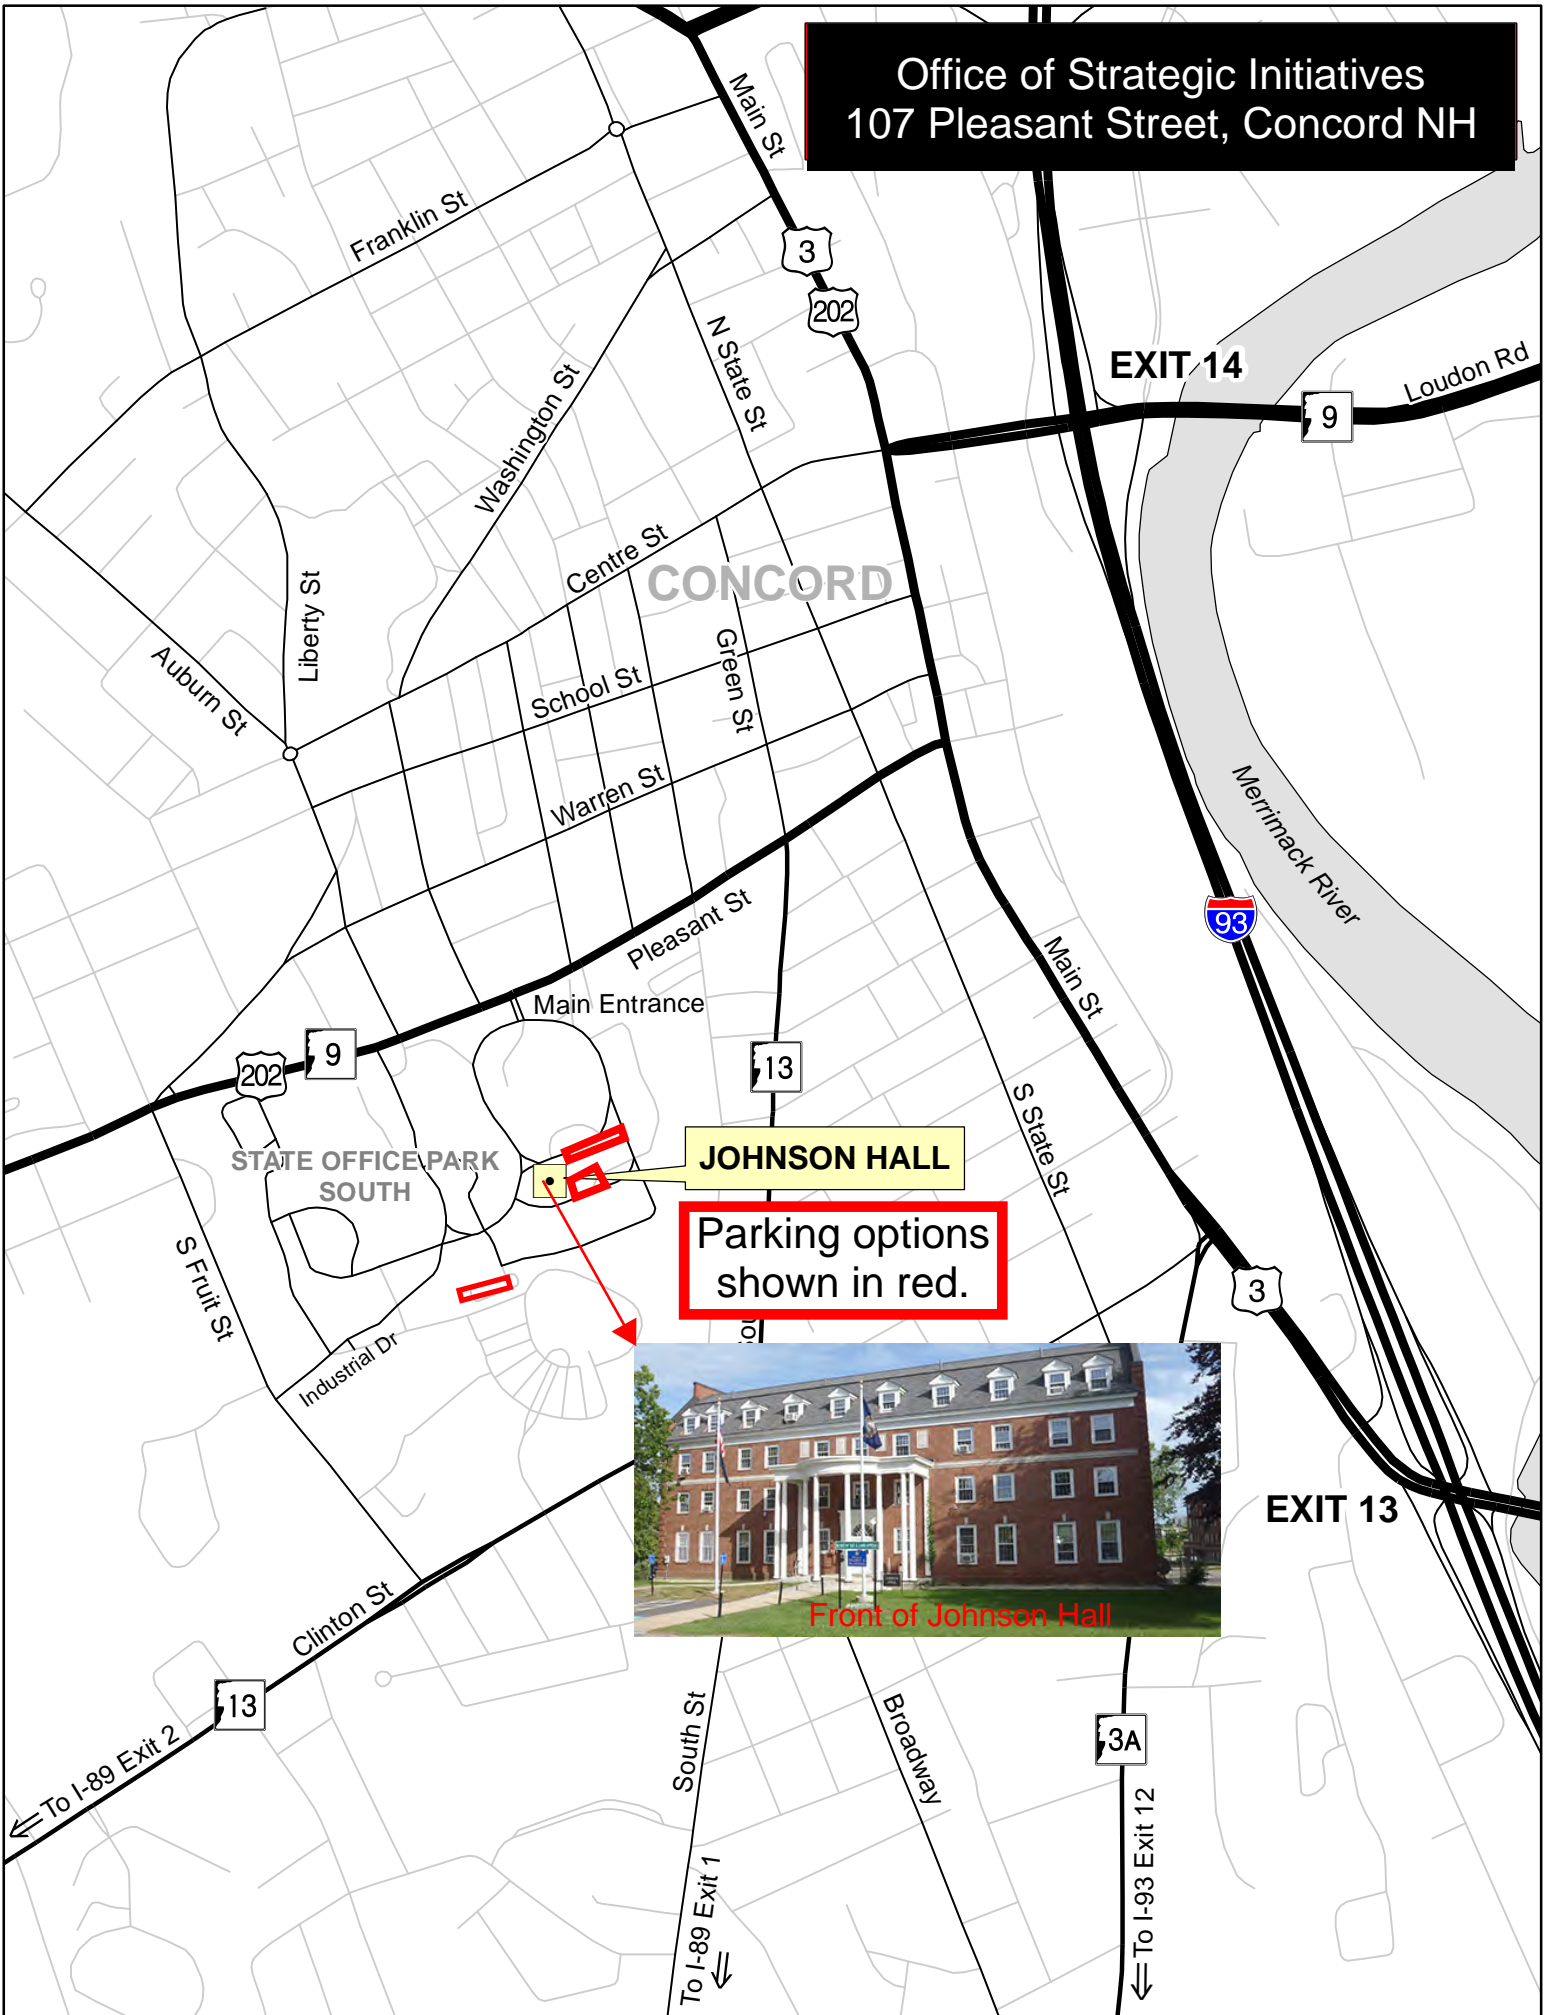 Office of Strategic Initiatives
107 Pleasant Street, Concord NH
Main St
Franklin St
3
202
N State St
EXIT 14
Loudon Rd
9
Washington St
Centre St
CONCORD
Liberty St
Auburn St
School St
Green St
Warren St
Merrimack River
93
Pleasant St
Main St
Main Entrance
9
202
13
S State St
JOHNSON HALL
STATE OFFICE PARK
SOUTH
Parking options
shown in red.
S Fruit St
3
Industrial Dr
EXIT 13
Front of Johnson Hall
Clinton St
13
To I-89 Exit 2
South St
Broadway
3A
To I-89 Exit 1
To I-93 Exit 12